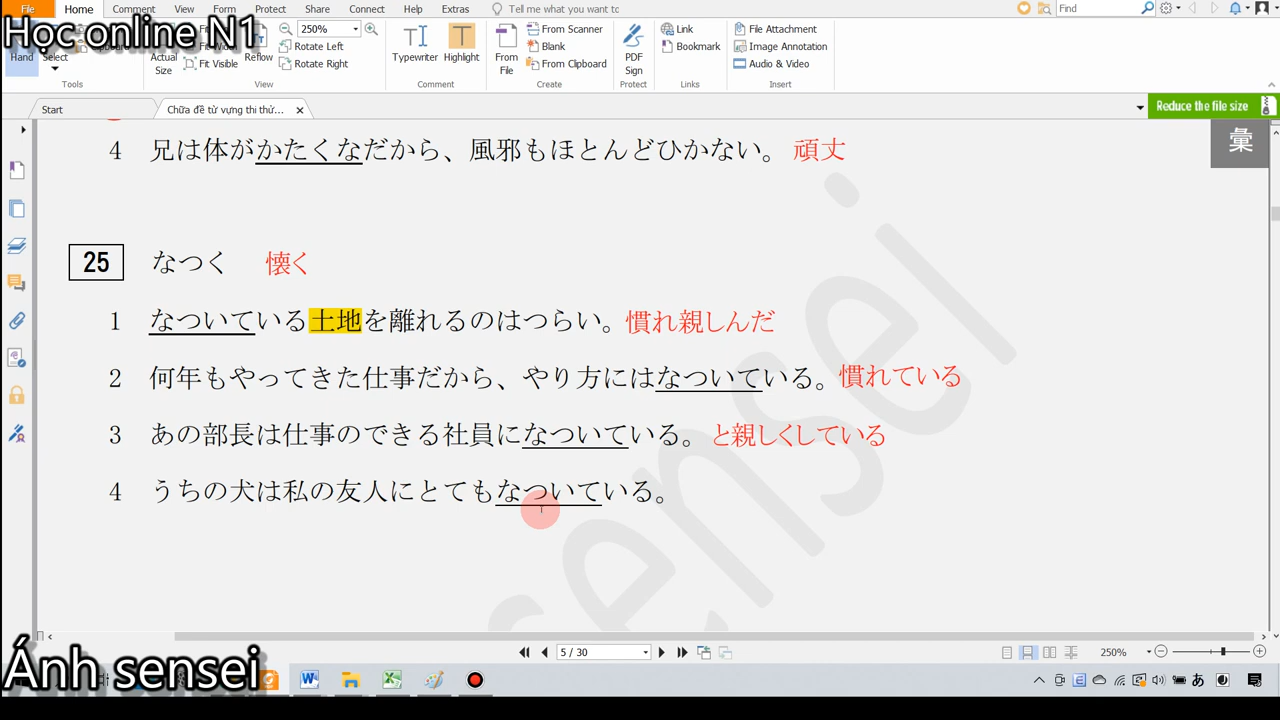 File Home Comment View Form Protect Share Connect Help Extras Tell me what you want to Find
Học online N1
Hand Select Actual Size Fit Visible Reflow 250% Rotate Left Rotate Right Typewriter Highlight From File From Scanner Blank From Clipboard PDF Sign Link Bookmark File Attachment Image Annotation Audio & Video
Tools View Comment Create Protect Links Insert
Start Chữa đề từ vựng thi thử... Reduce the file size
彙
4 兄は体がかたくなだから、風邪もほとんどひかない。 頑丈
25 なつく 懐く
1 なついている土地を離れるのはつらい。 慣れ親しんだ
2 何年もやってきた仕事だから、やり方にはなついている。 慣れている
3 あの部長は仕事のできる社員になついている。 と親しくしている
4 うちの犬は私の友人にとてもなついている。
sensei
5 / 30 250%
Ánh sensei
あ